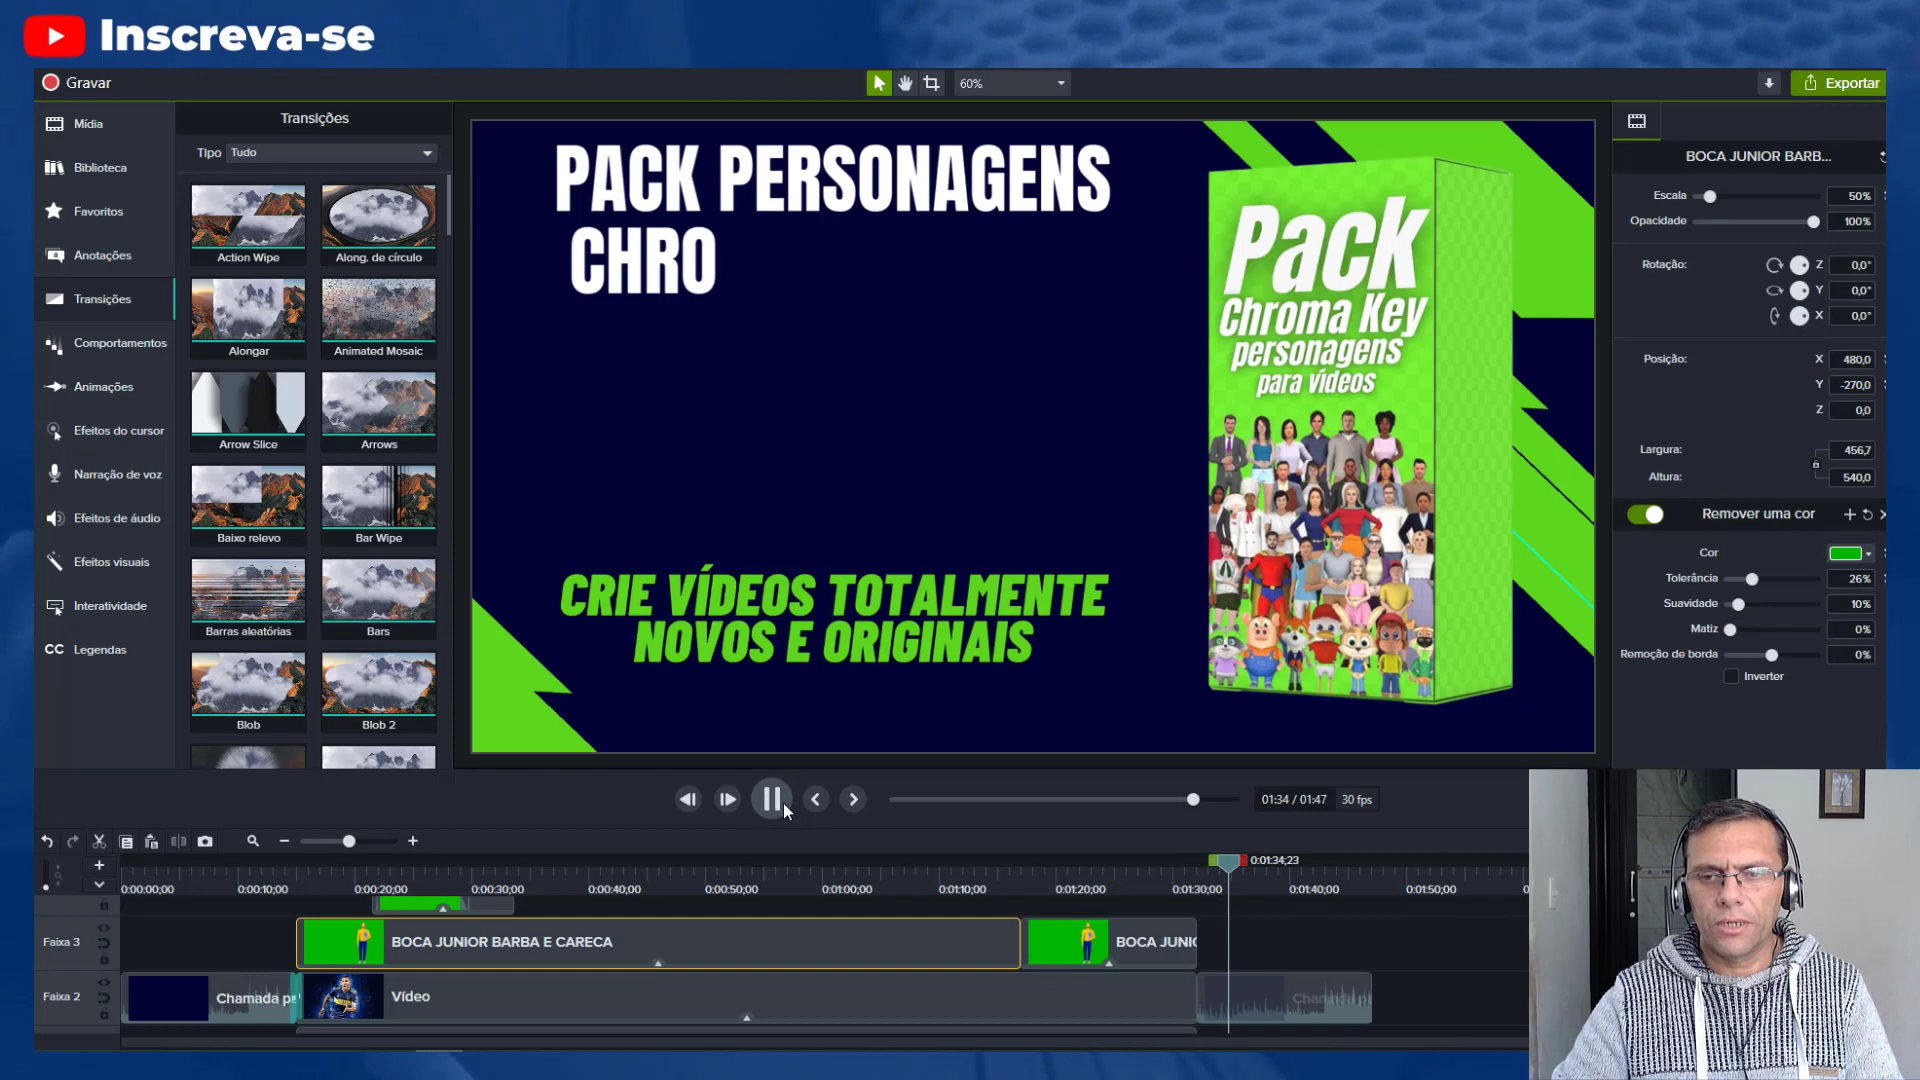 Inscreva-se
Gravar
60%
Exportar
Mídia
Biblioteca
Favoritos
Anotações
Transições
Comportamentos
Animações
Efeitos do cursor
Narração de voz
Efeitos de áudio
Efeitos visuais
Interatividade
CC Legendas
Transições
Tipo Tudo
Action Wipe
Along. de círculo
Alongar
Animated Mosaic
Arrow Slice
Arrows
Baixo relevo
Bar Wipe
Barras aleatórias
Bars
Blob
Blob 2
PACK PERSONAGENS
CHRO
CRIE VÍDEOS TOTALMENTE
NOVOS E ORIGINAIS
Pack
Chroma Key
personagens
para vídeos
BOCA JUNIOR BARB...
Escala 50%
Opacidade 100%
Rotação: Z 0,0°
Y 0,0°
X 0,0°
Posição: X 480,0
Y -270,0
Z 0,0
Largura: 456,7
Altura: 540,0
Remover uma cor
Cor
Tolerância 26%
Suavidade 10%
Matiz 0%
Remoção de borda 0%
Inverter
01:34 / 01:47 30 fps
0:01:34;23
0:00:00;00 0:00:10;00 0:00:20;00 0:00:30;00 0:00:40;00 0:00:50;00 0:01:00;00 0:01:10;00 0:01:20;00 0:01:30;00 0:01:40;00 0:01:50;00
Faixa 3
BOCA JUNIOR BARBA E CARECA
BOCA JUNIO
Faixa 2
Chamada p
Vídeo
Chamada p